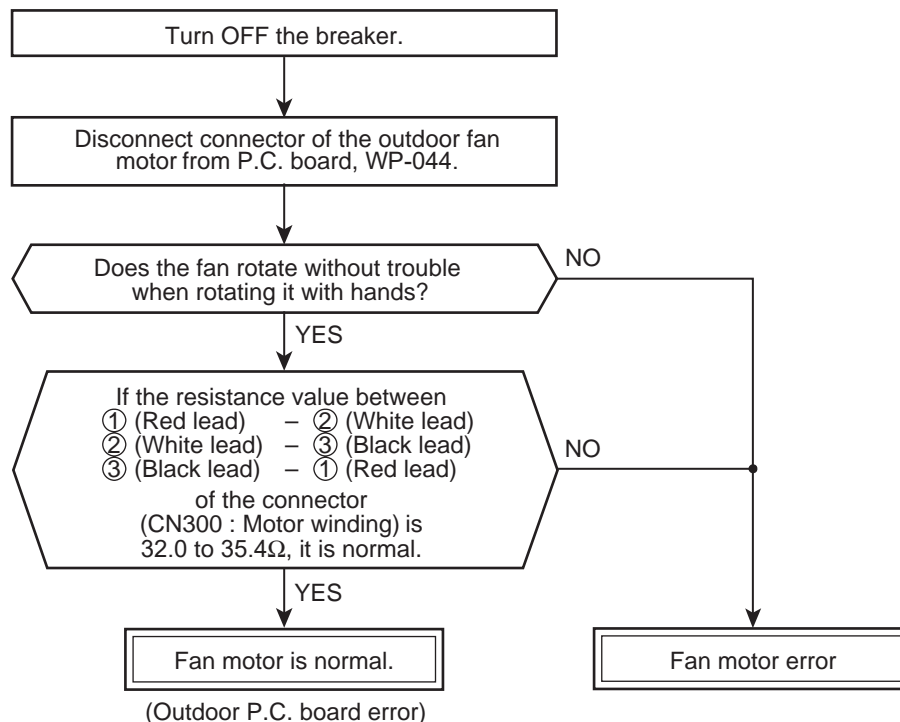 Turn OFF the breaker.
Disconnect connector of the outdoor fan
motor from P.C. board, WP-044.
Does the fan rotate without trouble
when rotating it with hands?
NO
YES
If the resistance value between
① (Red lead) – ② (White lead)
② (White lead) – ③ (Black lead)
③ (Black lead) – ① (Red lead)
of the connector
(CN300 : Motor winding) is
32.0 to 35.4Ω, it is normal.
NO
YES
Fan motor is normal.
Fan motor error
(Outdoor P.C. board error)